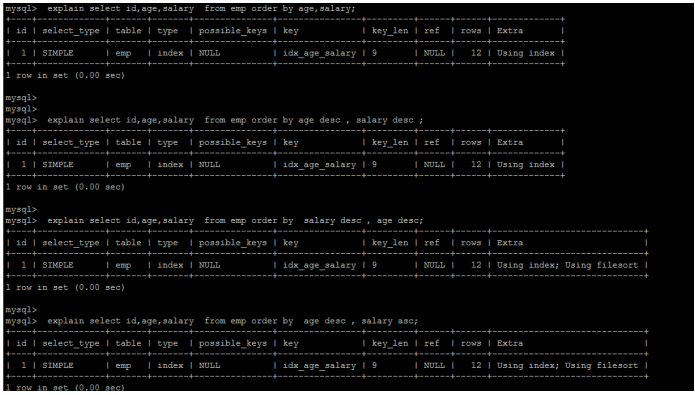 mysql>  explain select id,age,salary  from emp order by age,salary;
+----+-------------+-------+-------+---------------+----------------+---------+------+------+-------------+
| id | select_type | table | type  | possible_keys | key            | key_len | ref  | rows | Extra       |
+----+-------------+-------+-------+---------------+----------------+---------+------+------+-------------+
|  1 | SIMPLE      | emp   | index | NULL          | idx_age_salary | 9       | NULL |   12 | Using index |
+----+-------------+-------+-------+---------------+----------------+---------+------+------+-------------+
1 row in set (0.00 sec)
mysql>
mysql>
mysql>  explain select id,age,salary  from emp order by age desc , salary desc ;
+----+-------------+-------+-------+---------------+----------------+---------+------+------+-------------+
| id | select_type | table | type  | possible_keys | key            | key_len | ref  | rows | Extra       |
+----+-------------+-------+-------+---------------+----------------+---------+------+------+-------------+
|  1 | SIMPLE      | emp   | index | NULL          | idx_age_salary | 9       | NULL |   12 | Using index |
+----+-------------+-------+-------+---------------+----------------+---------+------+------+-------------+
1 row in set (0.00 sec)
mysql>
mysql>  explain select id,age,salary  from emp order by  salary desc , age desc;
+----+-------------+-------+-------+---------------+----------------+---------+------+------+-----------------------------+
| id | select_type | table | type  | possible_keys | key            | key_len | ref  | rows | Extra                       |
+----+-------------+-------+-------+---------------+----------------+---------+------+------+-----------------------------+
|  1 | SIMPLE      | emp   | index | NULL          | idx_age_salary | 9       | NULL |   12 | Using index; Using filesort |
+----+-------------+-------+-------+---------------+----------------+---------+------+------+-----------------------------+
1 row in set (0.00 sec)
mysql>
mysql>  explain select id,age,salary  from emp order by  age desc , salary asc;
+----+-------------+-------+-------+---------------+----------------+---------+------+------+-----------------------------+
| id | select_type | table | type  | possible_keys | key            | key_len | ref  | rows | Extra                       |
+----+-------------+-------+-------+---------------+----------------+---------+------+------+-----------------------------+
|  1 | SIMPLE      | emp   | index | NULL          | idx_age_salary | 9       | NULL |   12 | Using index; Using filesort |
+----+-------------+-------+-------+---------------+----------------+---------+------+------+-----------------------------+
1 row in set (0.00 sec)